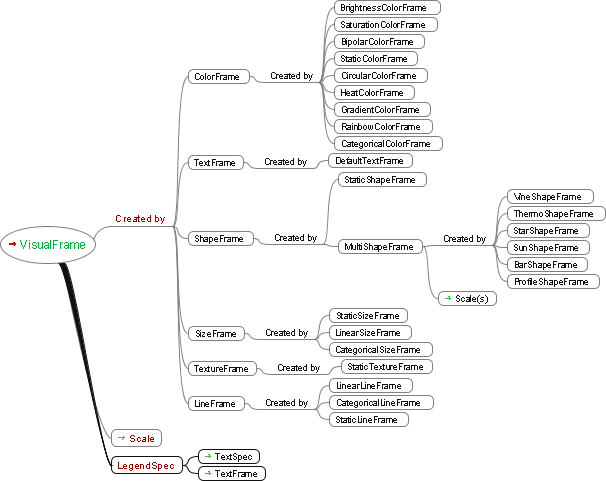 BrightnessColorFrame
SaturationColorFrame
BipolarColorFrame
StaticColorFrame
ColorFrame
Created by
CircularColorFrame
HeatColorFrame
GradientColorFrame
RainbowColorFrame
CategoricalColorFrame
TextFrame
Created by
DefaultTextFrame
StaticShapeFrame
VineShapeFrame
ThermoShapeFrame
Created by
StarShapeFrame
ShapeFrame
Created by
MultiShapeFrame
Created by
SunShapeFrame
VisualFrame
BarShapeFrame
ProfileShapeFrame
Scale(s)
StaticSizeFrame
SizeFrame
Created by
LinearSizeFrame
CategoricalSizeFrame
TextureFrame
Created by
StaticTextureFrame
LinearLineFrame
LineFrame
Created by
CategoricalLineFrame
StaticLineFrame
Scale
LegendSpec
TextSpec
TextFrame